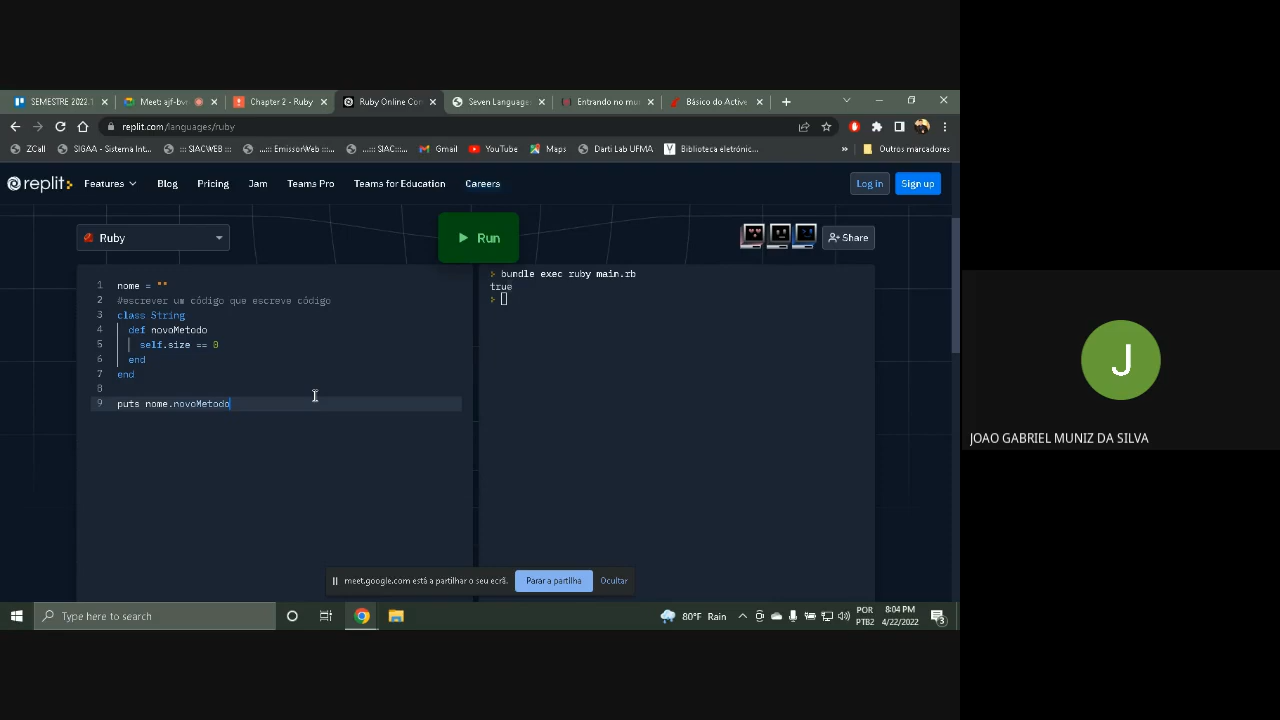 SEMESTRE 2022.1
Meet: ajf-bv
Chapter 2 - Ruby
Ruby Online Con
Seven Language
Entrando no mu
Básico do Active
replit.com/languages/ruby
ZCall
SIGAA - Sistema Int...
::: SIACWEB :::
..:::: EmissorWeb :::...
..::: SIAC:::...
Gmail
YouTube
Maps
Darti Lab UFMA
Biblioteca eletrónic...
»
Outros marcadores
replit
Features
Blog
Pricing
Jam
Teams Pro
Teams for Education
Careers
Log in
Sign up
Ruby
Run
Share
1 nome = ""
2 #escrever um código que escreve código
3 class String
4 def novoMetodo
5 self.size == 0
6 end
7 end
8
9 puts nome.novoMetodo
> bundle exec ruby main.rb
true
>
J
JOAO GABRIEL MUNIZ DA SILVA
meet.google.com está a partilhar o seu ecrã.
Parar a partilha
Ocultar
Type here to search
80°F Rain
POR
PTB2
8:04 PM
4/22/2022
3